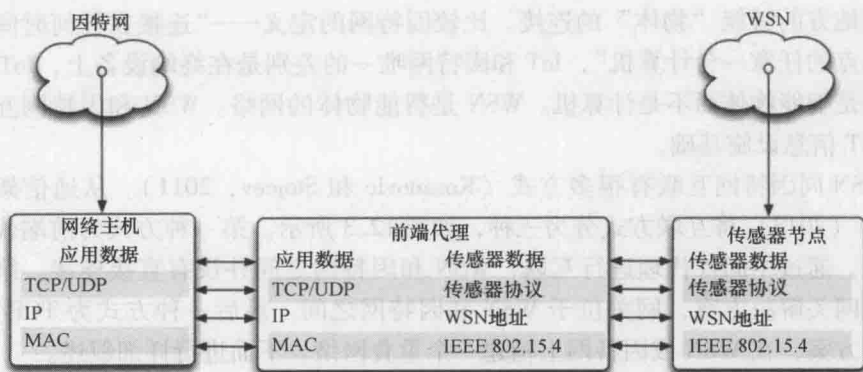 因特网
WSN
网络主机
应用数据
TCP/UDP
IP
MAC
前端代理
应用数据 传感器数据
TCP/UDP 传感器协议
IP WSN地址
MAC IEEE 802.15.4
传感器节点
传感器数据
传感器协议
WSN地址
IEEE 802.15.4